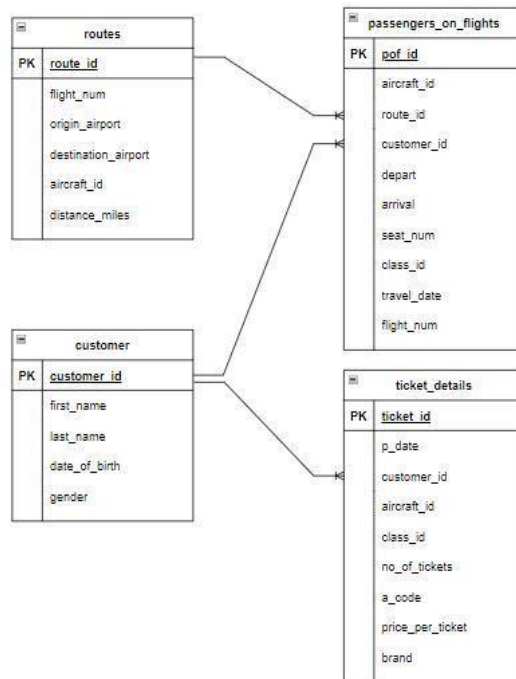 routes
PK route_id
flight_num
origin_airport
destination_airport
aircraft_id
distance_miles
customer
PK customer_id
first_name
last_name
date_of_birth
gender
passengers_on_flights
PK pof_id
aircraft_id
route_id
customer_id
depart
arrival
seat_num
class_id
travel_date
flight_num
ticket_details
PK ticket_id
p_date
customer_id
aircraft_id
class_id
no_of_tickets
a_code
price_per_ticket
brand